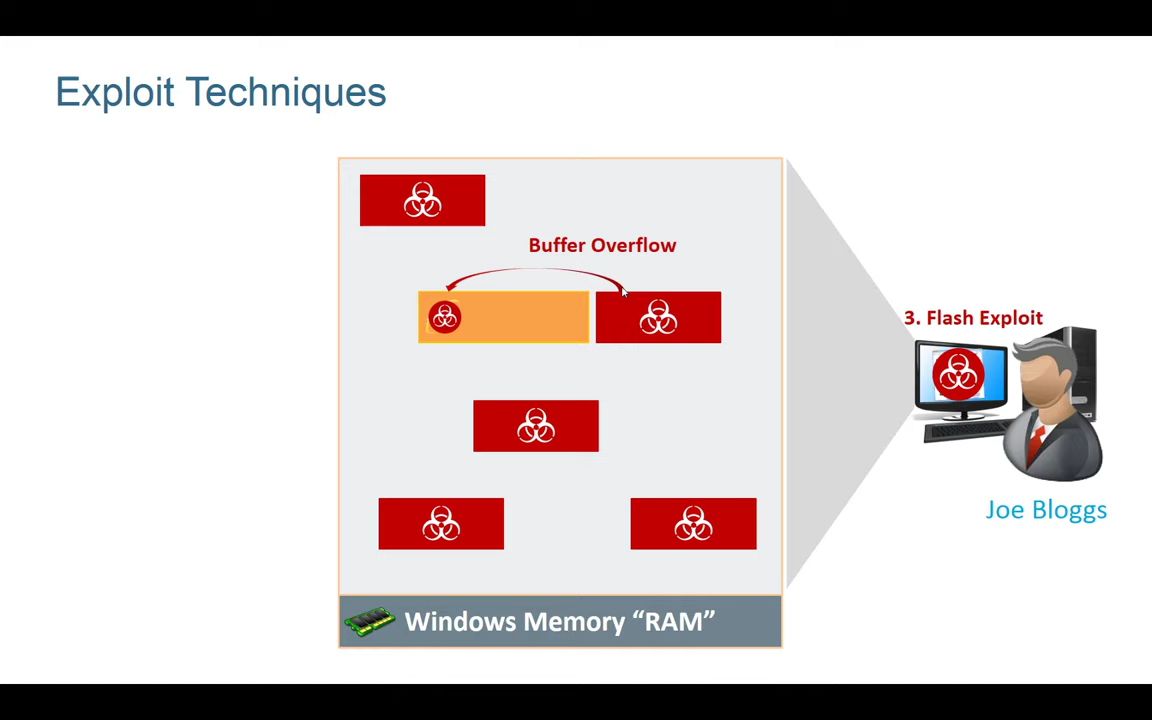 Exploit Techniques
Buffer Overflow
3. Flash Exploit
Joe Bloggs
Windows Memory “RAM”